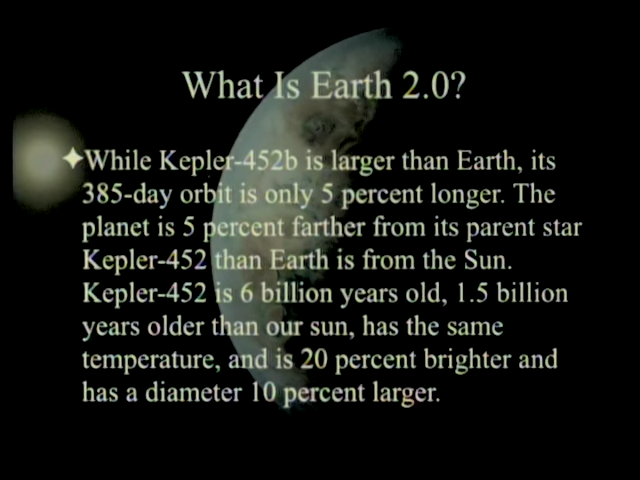 What Is Earth 2.0?
While Kepler-452b is larger than Earth, its
385-day orbit is only 5 percent longer. The
planet is 5 percent farther from its parent star
Kepler-452 than Earth is from the Sun.
Kepler-452 is 6 billion years old, 1.5 billion
years older than our sun, has the same
temperature, and is 20 percent brighter and
has a diameter 10 percent larger.